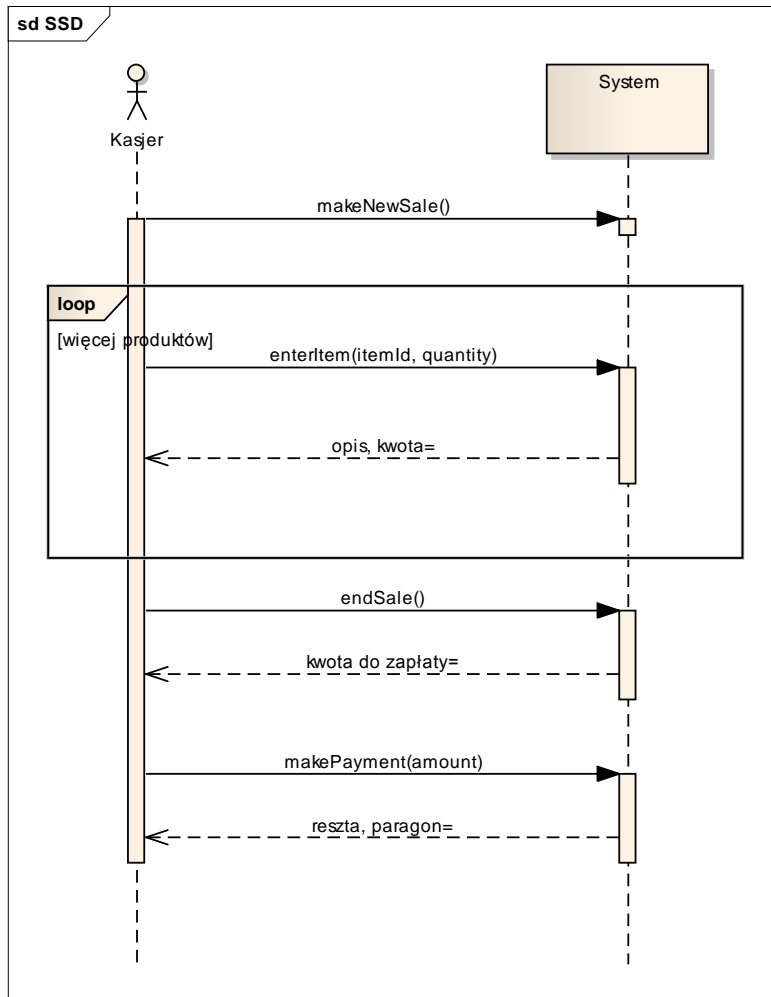 sd SSD
Kasjer
System
makeNewSale()
loop
[więcej produktów]
enterItem(itemId, quantity)
opis, kwota=
endSale()
kwota do zapłaty=
makePayment(amount)
reszta, paragon=